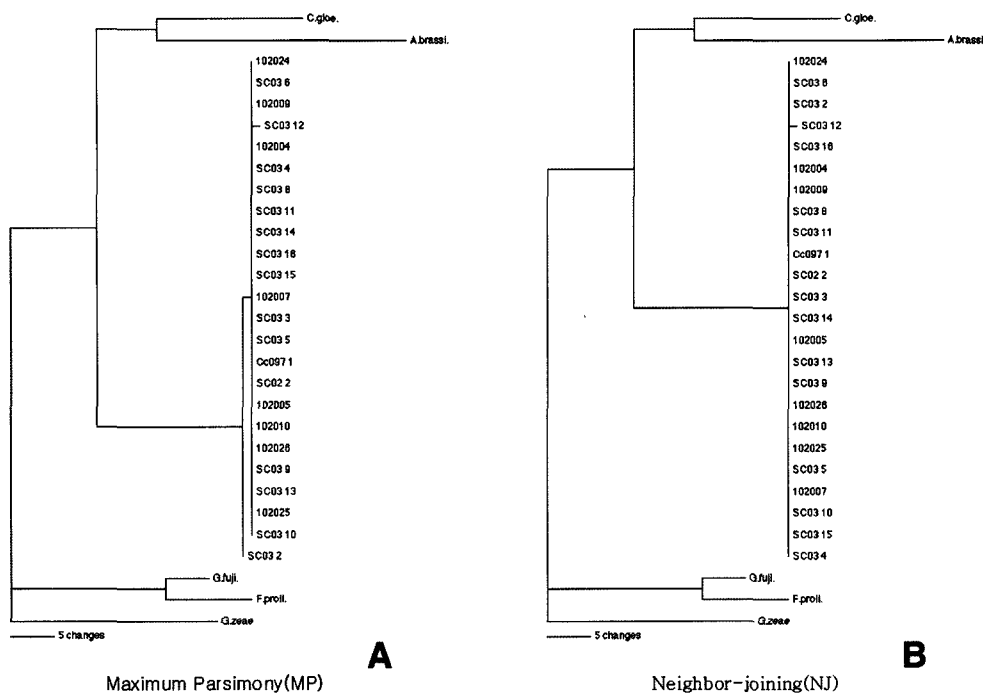 C.gloe.
A.brassi.
102024
SC03 6
102009
SC03 12
102004
SC03 4
SC03 8
SC03 11
SC03 14
SC03 16
SC03 15
102007
SC03 3
SC03 5
Cc097 1
SC02 2
102005
102010
102026
SC03 9
SC03 13
102025
SC03 10
SC03 2
G.fuji.
F.proli.
G.zeae
5 changes
A
Maximum Parsimony(MP)
C.gloe.
A.brassi.
102024
SC03 6
SC03 2
SC03 12
SC03 16
102004
102009
SC03 8
SC03 11
Cc097 1
SC02 2
SC03 3
SC03 14
102005
SC03 13
SC03 9
102026
102010
102025
SC03 5
102007
SC03 10
SC03 15
SC03 4
G.fuji.
F.proli.
G.zeae
5 changes
B
Neighbor-joining(NJ)